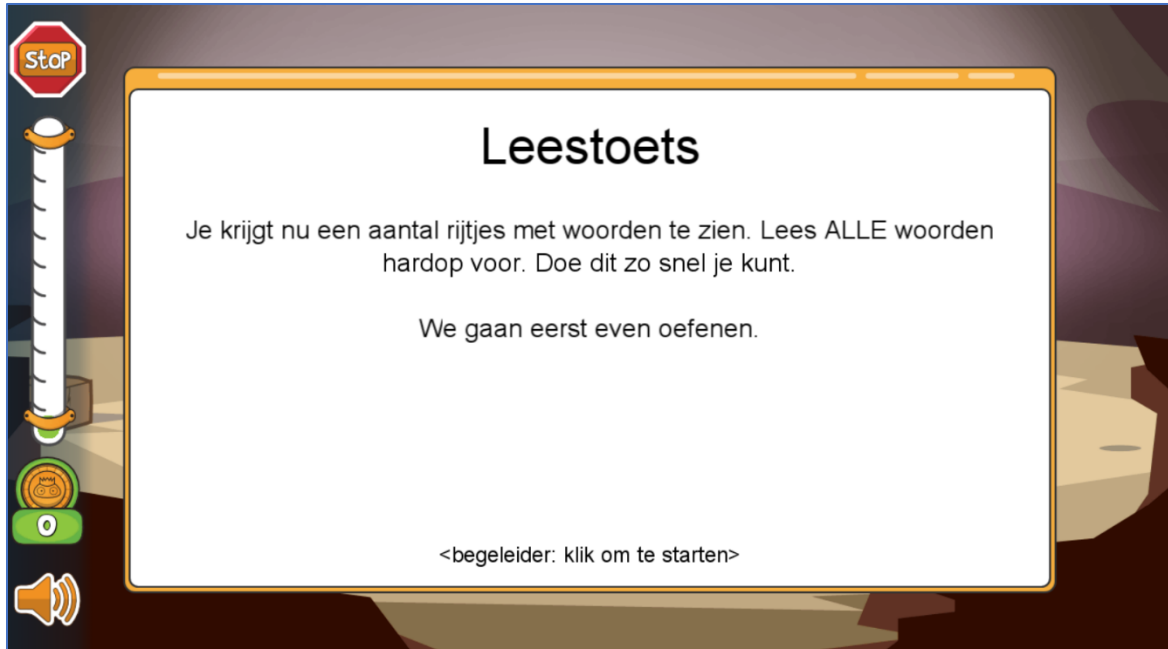 StoP
Leestoets
Je krijgt nu een aantal rijtjes met woorden te zien. Lees ALLE woorden
hardop voor. Doe dit zo snel je kunt.
We gaan eerst even oefenen.
0
<begeleider: klik om te starten>